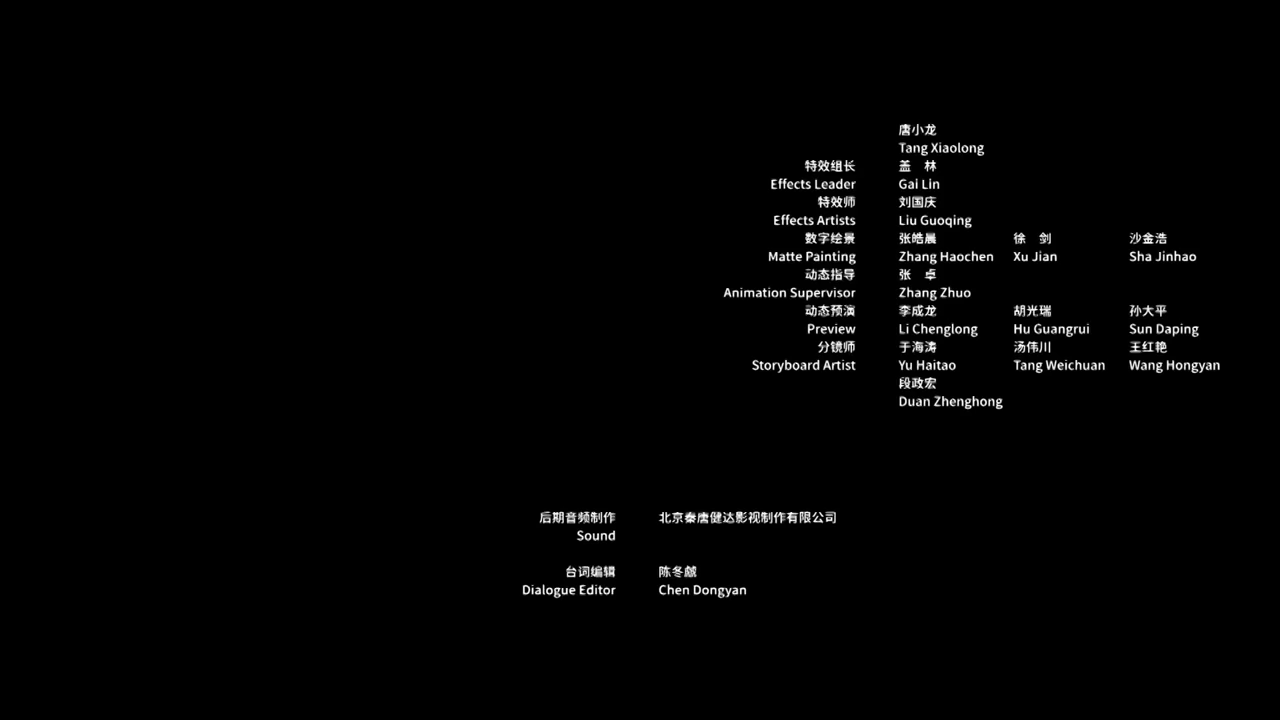 唐小龙
Tang Xiaolong
特效组长 盖 林
Effects Leader Gai Lin
特效师 刘国庆
Effects Artists Liu Guoqing
数字绘景 张皓晨 徐 剑 沙金浩
Matte Painting Zhang Haochen Xu Jian Sha Jinhao
动态指导 张 卓
Animation Supervisor Zhang Zhuo
动态预演 李成龙 胡光瑞 孙大平
Preview Li Chenglong Hu Guangrui Sun Daping
分镜师 于海涛 汤伟川 王红艳
Storyboard Artist Yu Haitao Tang Weichuan Wang Hongyan
段政宏
Duan Zhenghong
后期音频制作 北京秦唐健达影视制作有限公司
Sound
台词编辑
Dialogue Editor Chen Dongyan